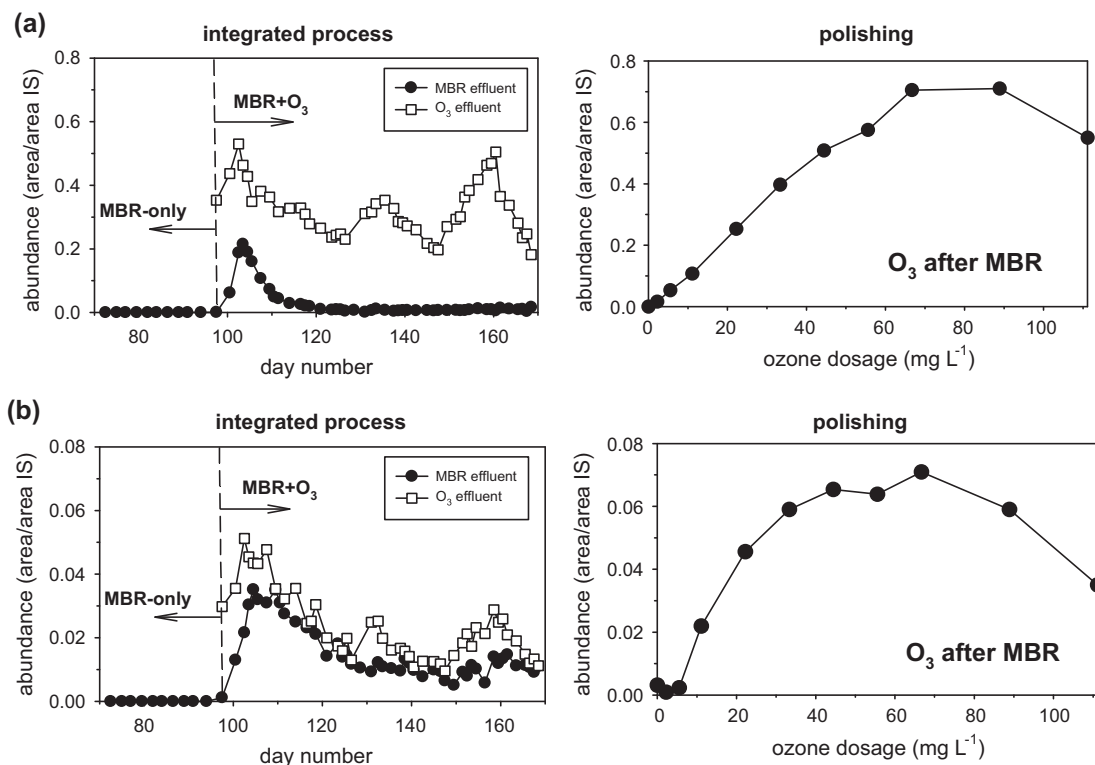 (a)
integrated process
polishing
abundance (area/area IS)
0.8
0.6
0.4
0.2
0.0
MBR+O3
MBR-only
MBR effluent
O3 effluent
80 100 120 140 160
day number
abundance (area/area IS)
0.8
0.6
0.4
0.2
0.0
O3 after MBR
0 20 40 60 80 100
ozone dosage (mg L-1)
(b)
integrated process
polishing
abundance (area/area IS)
0.08
0.06
0.04
0.02
0.00
MBR+O3
MBR-only
MBR effluent
O3 effluent
80 100 120 140 160
day number
abundance (area/area IS)
0.08
0.06
0.04
0.02
0.00
O3 after MBR
0 20 40 60 80 100
ozone dosage (mg L-1)